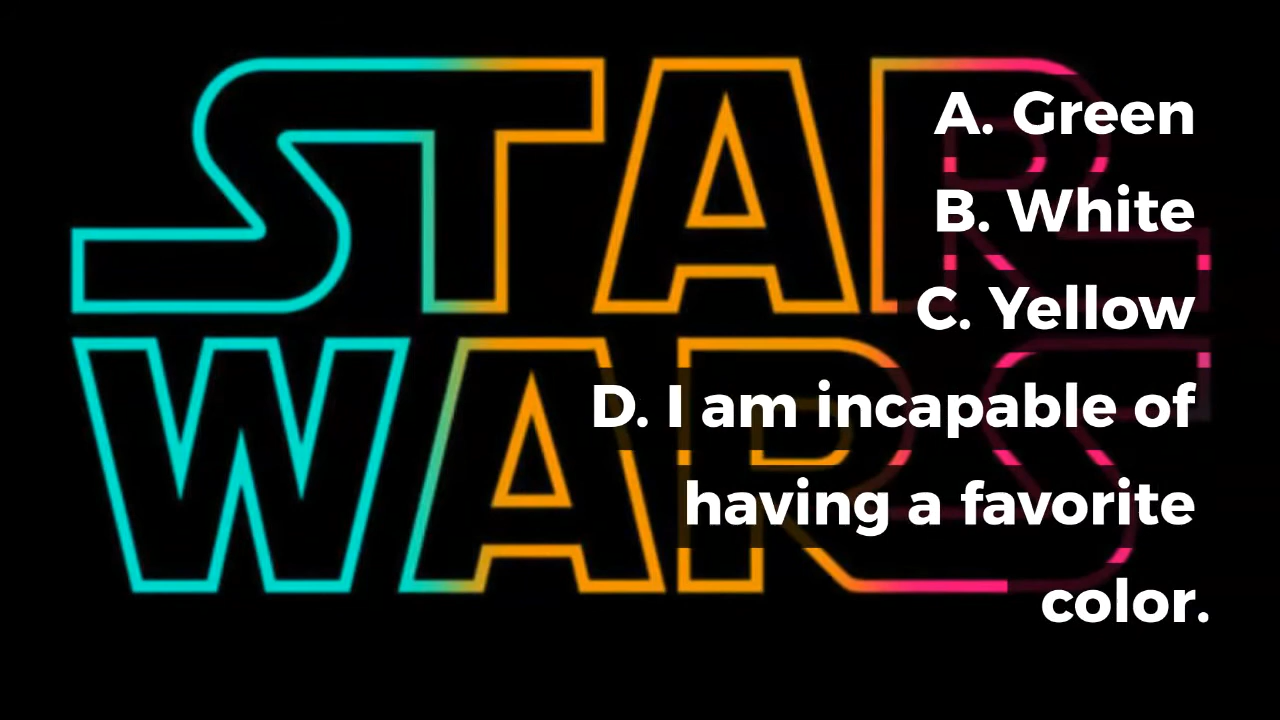 STAR
WARS
A. Green
B. White
C. Yellow
D. I am incapable of
having a favorite
color.